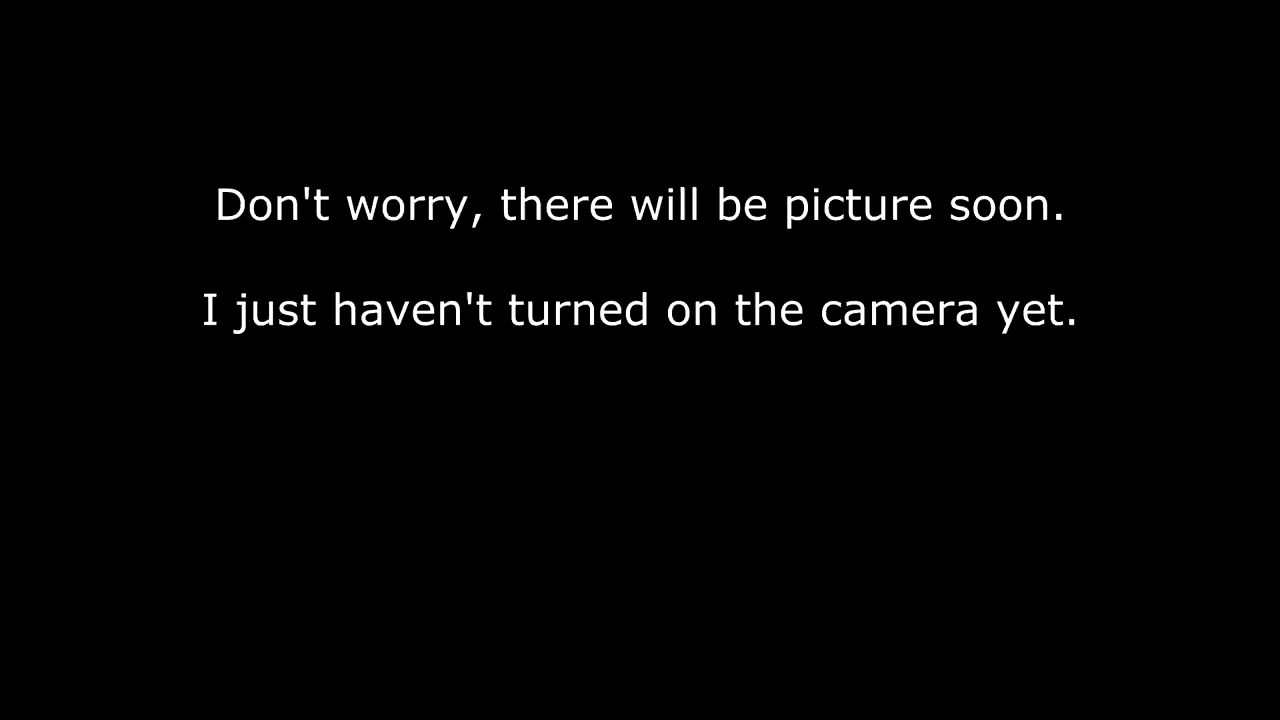 Don't worry, there will be picture soon.
I just haven't turned on the camera yet.